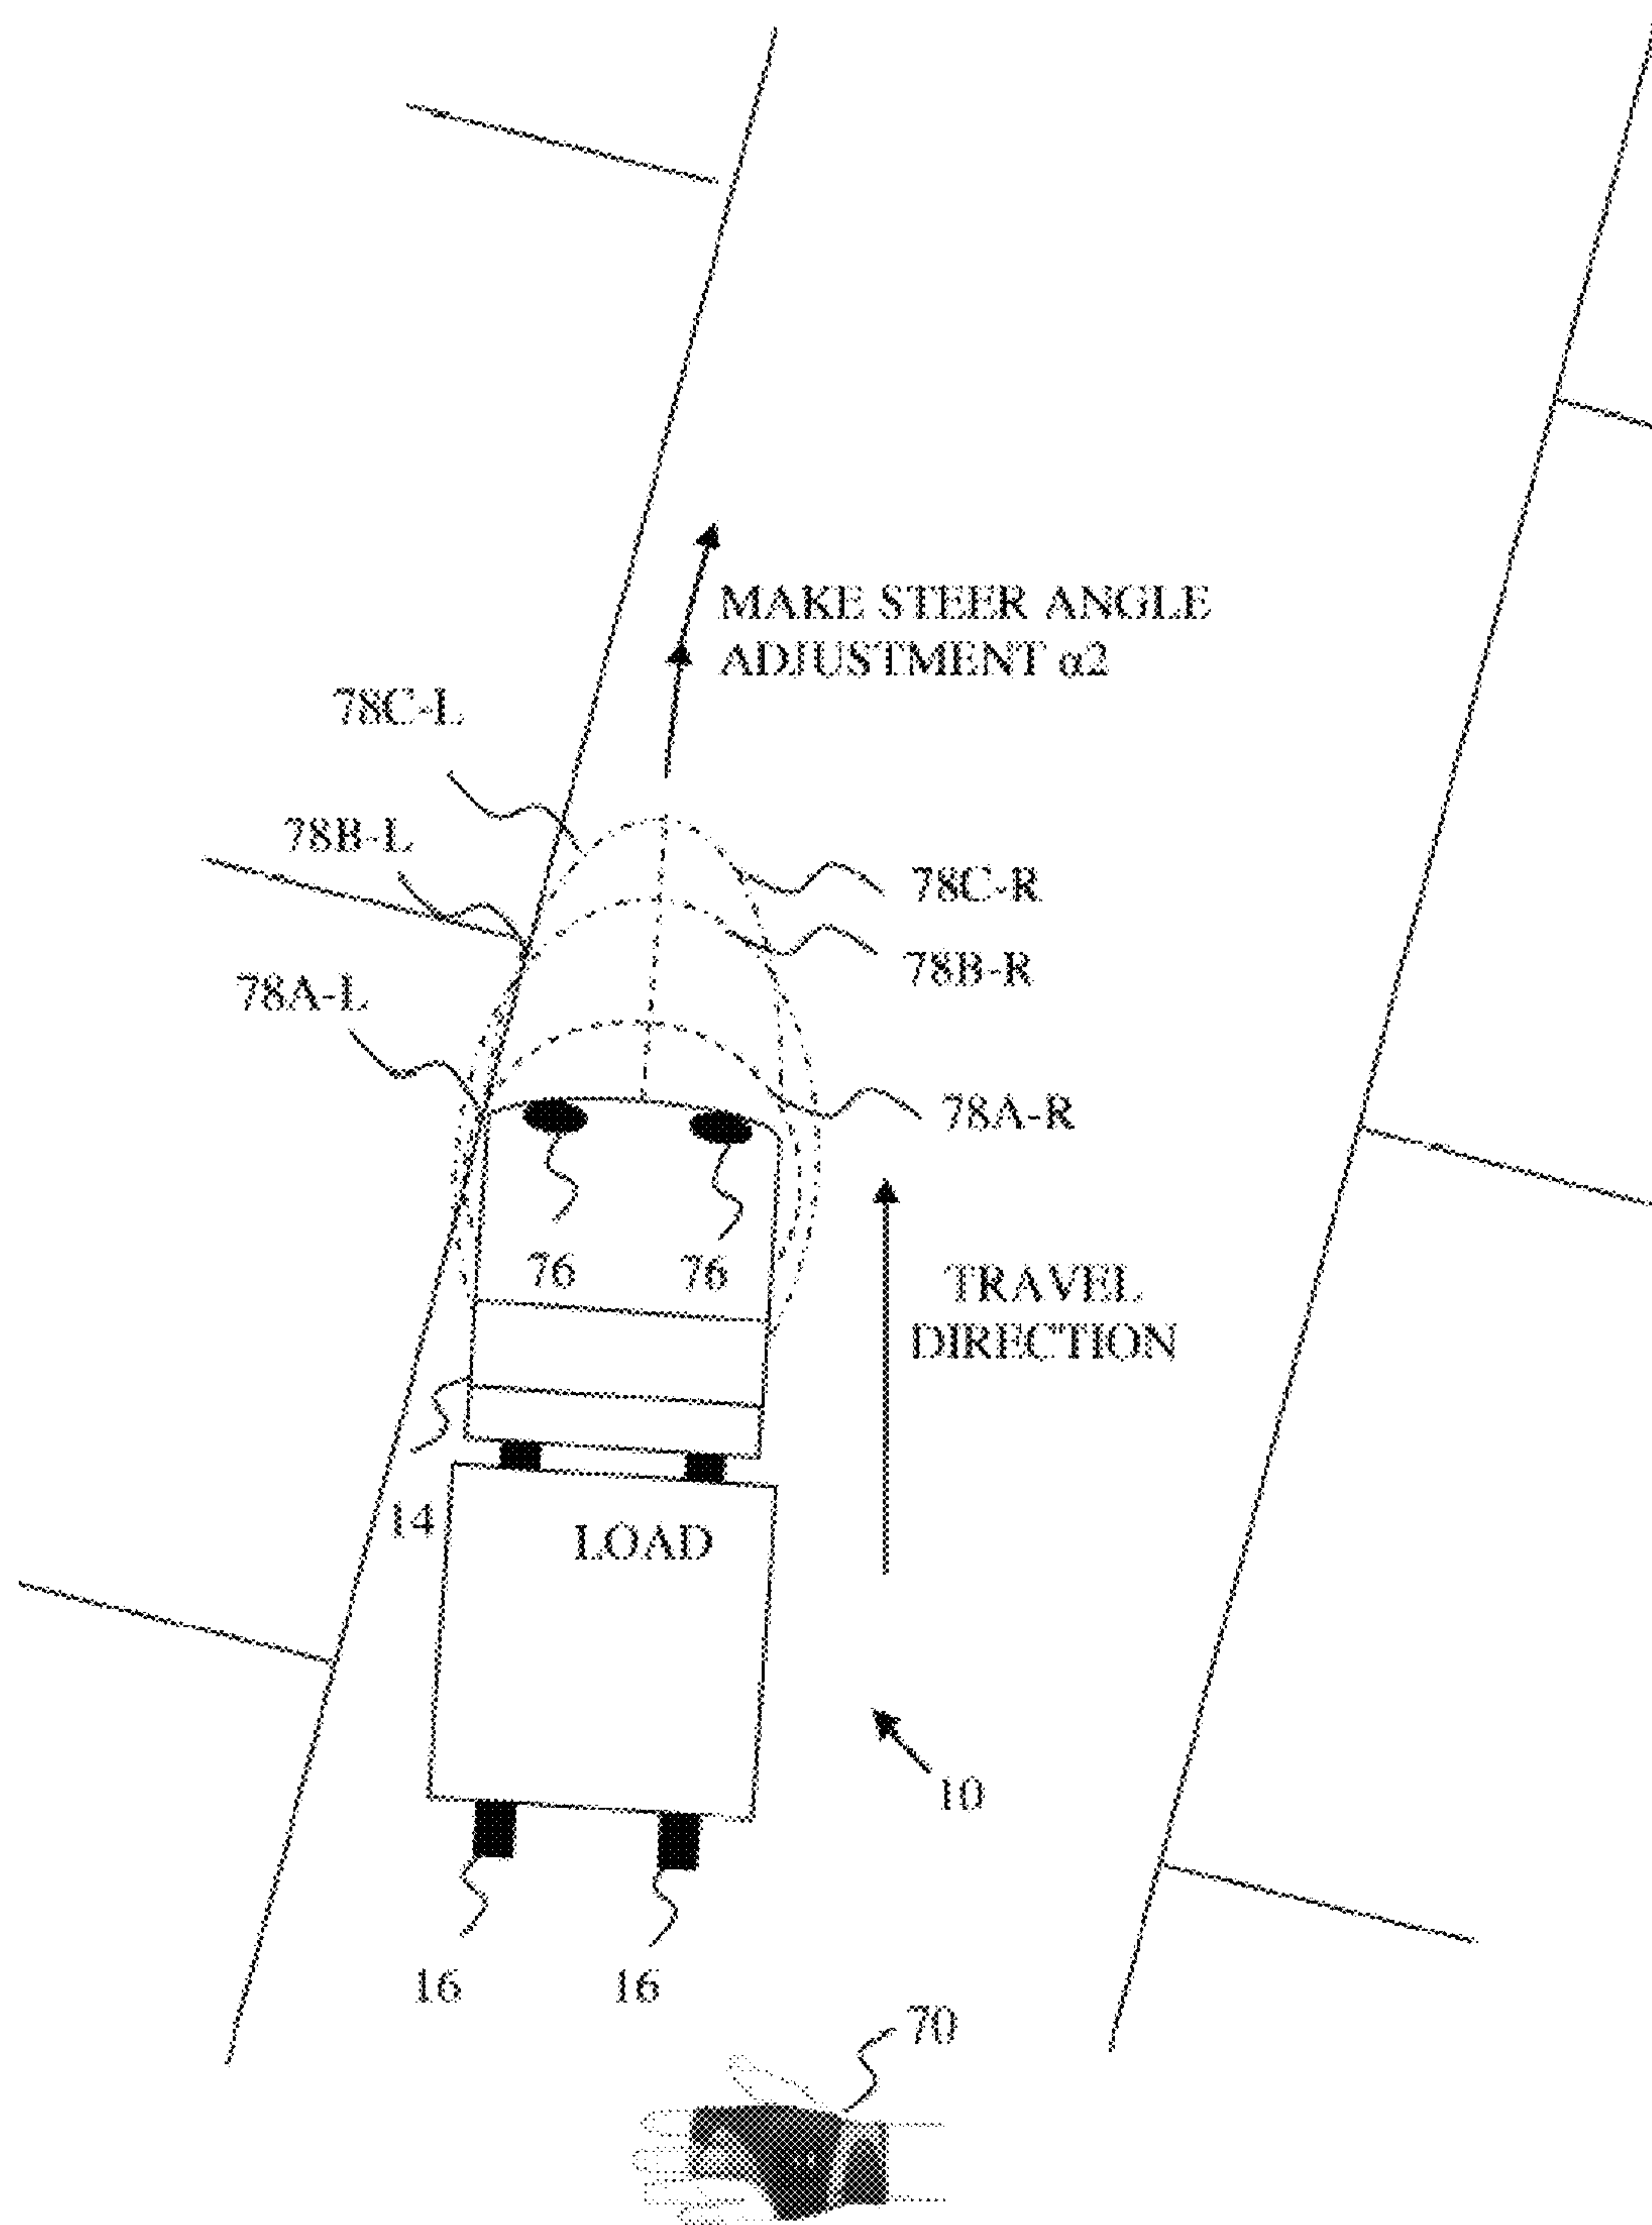 MAKE STEER ANGLE
ADJUSTMENT α2
78C-L
78B-L
78C-R
78B-R
78A-L
78A-R
76
76
TRAVEL
DIRECTION
14
LOAD
10
16
16
70